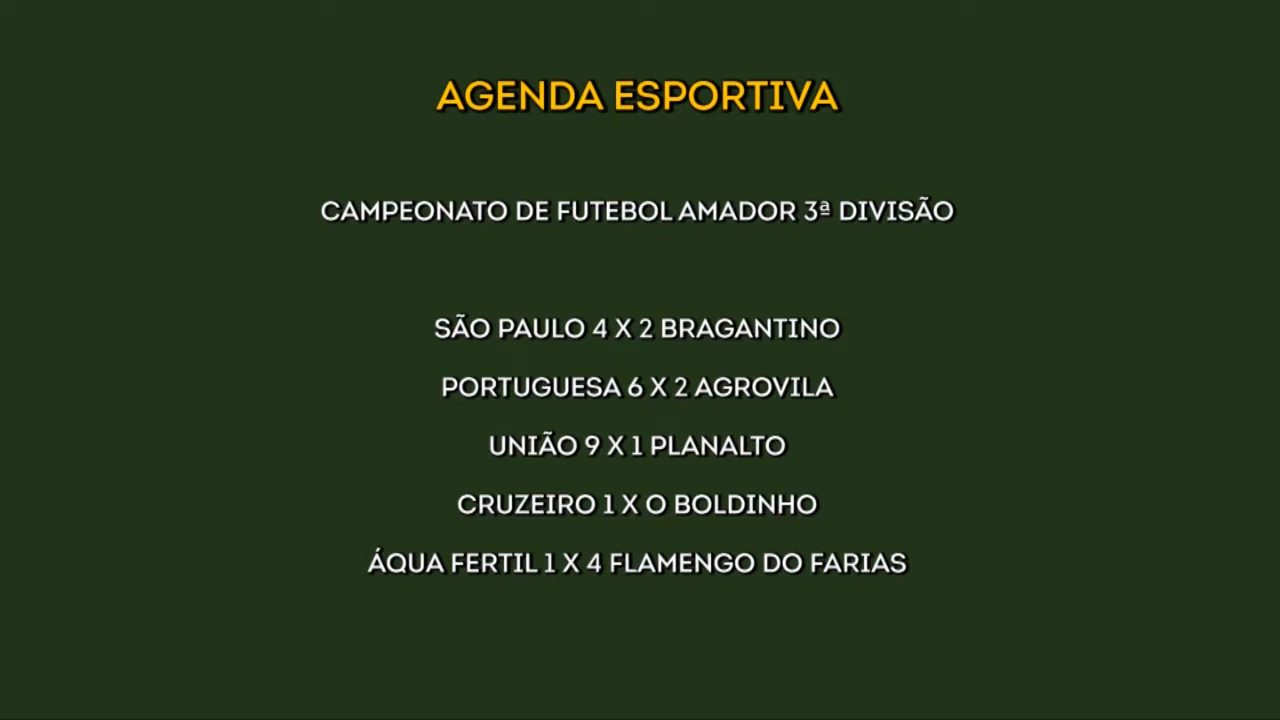 AGENDA ESPORTIVA
CAMPEONATO DE FUTEBOL AMADOR 3ª DIVISÃO
SÃO PAULO 4 X 2 BRAGANTINO
PORTUGUESA 6 X 2 AGROVILA
UNIÃO 9 X 1 PLANALTO
CRUZEIRO 1 X O BOLDINHO
ÁQUA FERTIL 1 X 4 FLAMENGO DO FARIAS